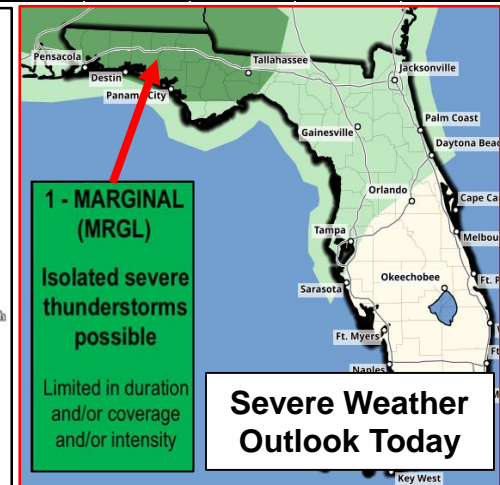 Pensacola
Destin
Panama City
Tallahassee
Jacksonville
Gainesville
Palm Coast
Daytona Beac
Orlando
Cape Ca
Tampa
Melbou
Okeechobee
Ft. P
Sarasota
Ft. Myers
Ft
Naples
M
Key West
1 - MARGINAL
(MRGL)
Isolated severe
thunderstorms
possible
Limited in duration
and/or coverage
and/or intensity
Severe Weather
Outlook Today